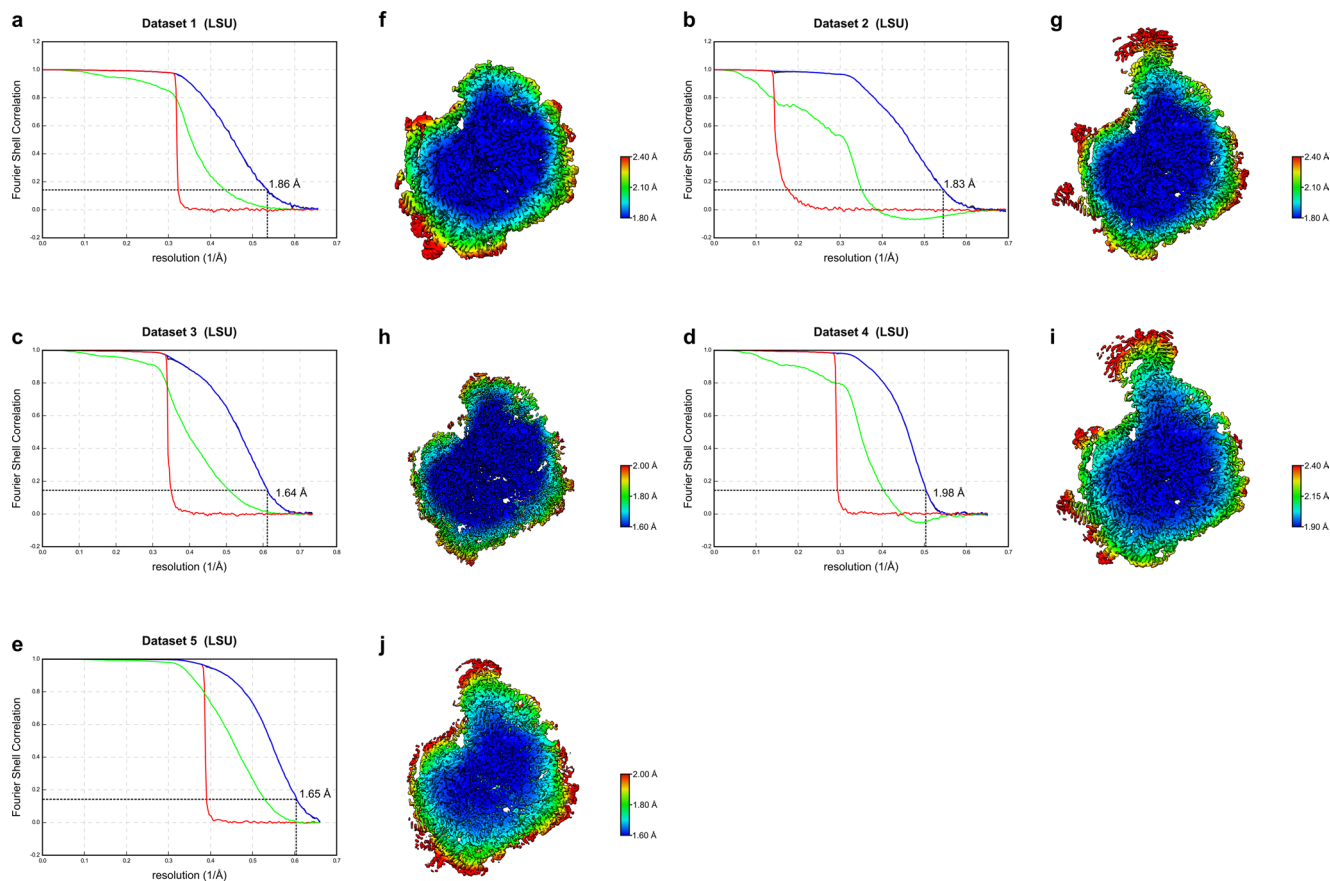 a
Dataset 1 (LSU)
1.2
1.0
0.8
0.6
0.4
0.2
0.0
-0.2
Fourier Shell Correlation
1.86 Å
0.0 0.1 0.2 0.3 0.4 0.5 0.6 0.7
resolution (1/Å)
f
2.40 Å
2.10 Å
1.80 Å
b
Dataset 2 (LSU)
1.2
1.0
0.8
0.6
0.4
0.2
0.0
-0.2
Fourier Shell Correlation
1.83 Å
0.0 0.1 0.2 0.3 0.4 0.5 0.6 0.7
resolution (1/Å)
g
2.40 Å
2.10 Å
1.80 Å
c
Dataset 3 (LSU)
1.0
0.8
0.6
0.4
0.2
0.0
-0.2
Fourier Shell Correlation
1.64 Å
0.0 0.1 0.2 0.3 0.4 0.5 0.6 0.7 0.8
resolution (1/Å)
h
2.00 Å
1.80 Å
1.60 Å
d
Dataset 4 (LSU)
1.0
0.8
0.6
0.4
0.2
0.0
-0.2
Fourier Shell Correlation
1.98 Å
0.0 0.1 0.2 0.3 0.4 0.5 0.6 0.7
resolution (1/Å)
i
2.40 Å
2.15 Å
1.90 Å
e
Dataset 5 (LSU)
1.0
0.8
0.6
0.4
0.2
0.0
-0.2
Fourier Shell Correlation
1.65 Å
0.0 0.1 0.2 0.3 0.4 0.5 0.6 0.7
resolution (1/Å)
j
2.00 Å
1.80 Å
1.60 Å